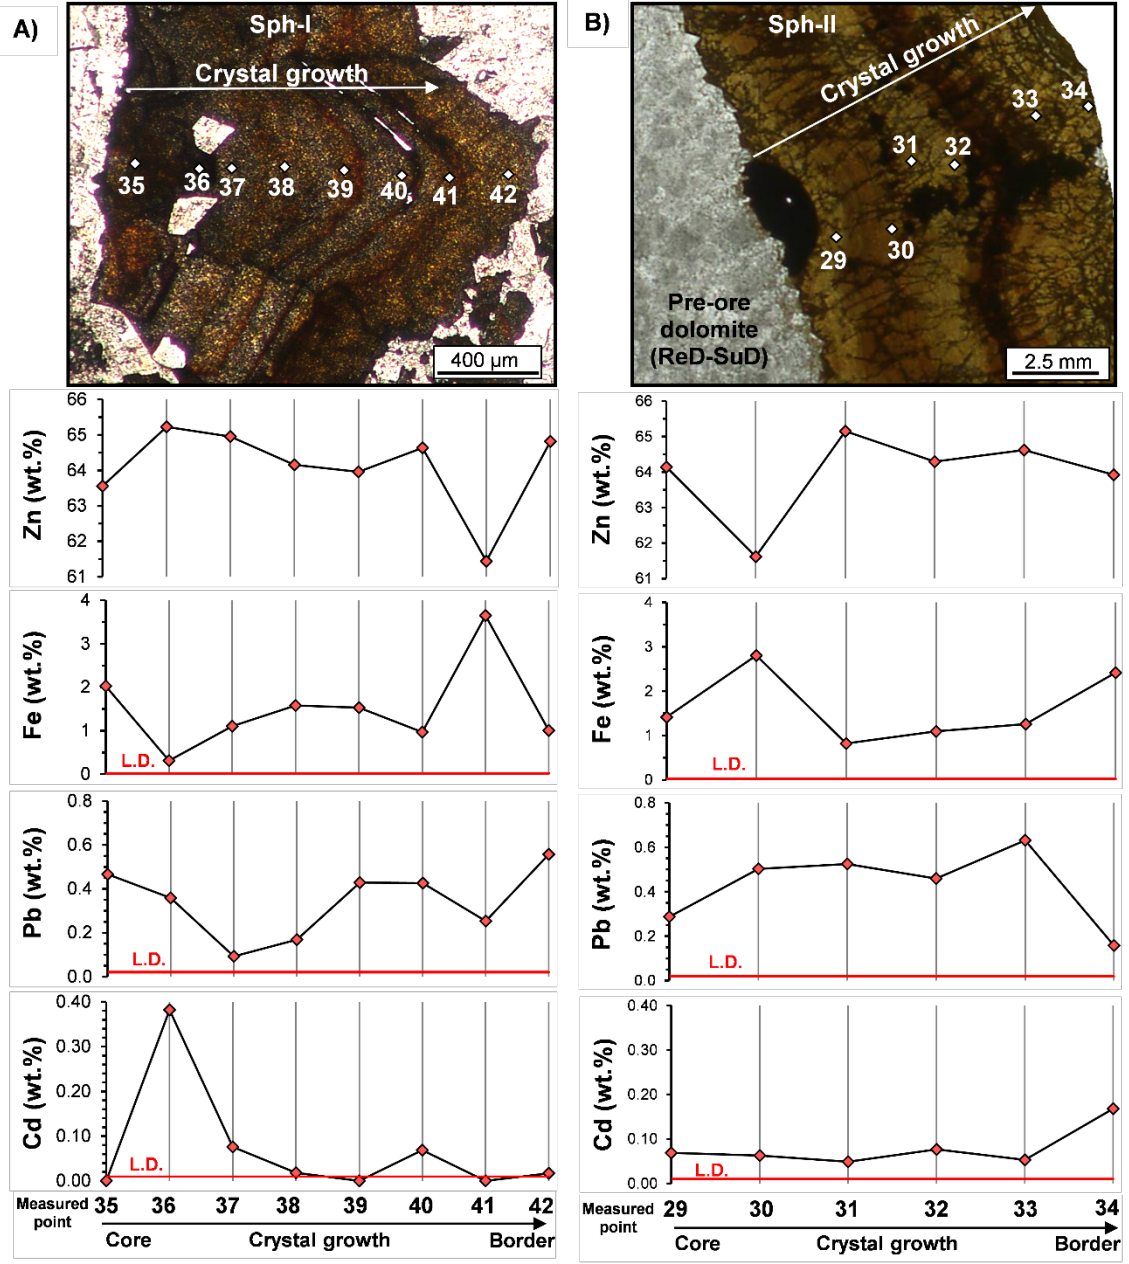 A)
Sph-I
Crystal growth
35
36
37
38
39
40
41
42
400 µm
B)
Sph-II
Crystal growth
29
30
31
32
33
34
Pre-ore
dolomite
(ReD-SuD)
2.5 mm
Zn (wt.%)
66
65
64
63
62
61
Fe (wt.%)
4
3
2
1
0
L.D.
Pb (wt.%)
0.8
0.6
0.4
0.2
0.0
L.D.
Cd (wt.%)
0.40
0.30
0.20
0.10
0.00
L.D.
Measured
point
35 36 37 38 39 40 41 42
Core Crystal growth Border
Zn (wt.%)
66
65
64
63
62
61
Fe (wt.%)
4
3
2
1
0
L.D.
Pb (wt.%)
0.8
0.6
0.4
0.2
0.0
L.D.
Cd (wt.%)
0.40
0.30
0.20
0.10
0.00
L.D.
Measured
point
29 30 31 32 33 34
Core Crystal growth Border